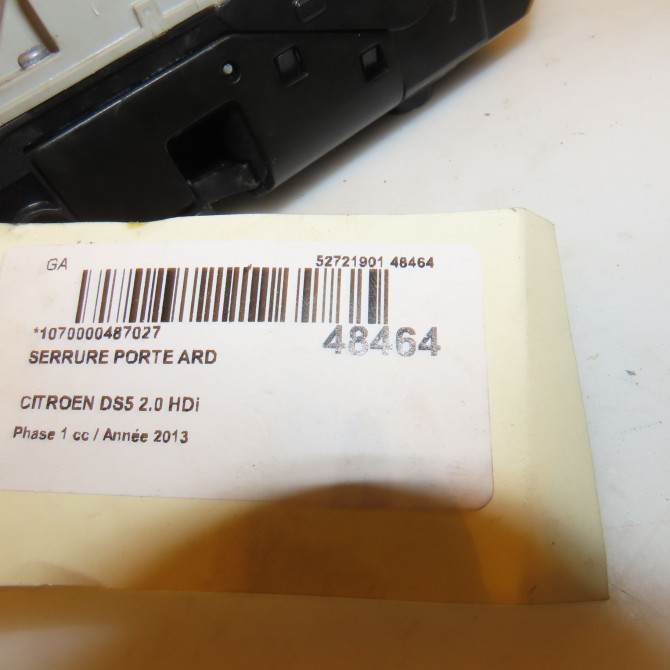 GA 52721901 48464
*1070000487027 48464
SERRURE PORTE ARD
CITROEN DS5 2.0 HDi
Phase 1 cc / Année 2013